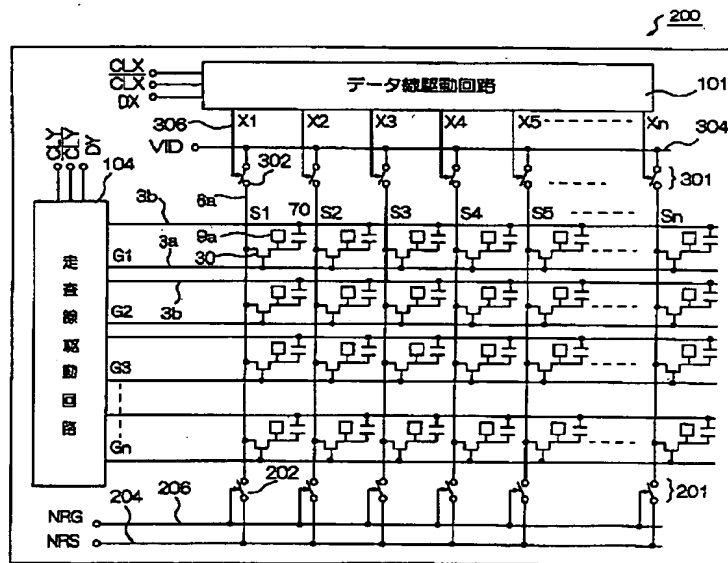 200
CLX
CLX
DX
データ線駆動回路
101
306
X1 X2 X3 X4 X5 Xn
304
VID
CLY
CLY
DY
104
302
301
6a
3b
S1 70 S2 S3 S4 S5 Sn
9a
3a
30
G1
3b
G2
G3
Gn
走査線駆動回路
202
201
204
206
NRG
NRS